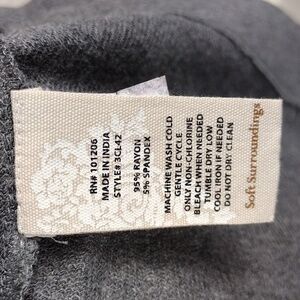 RN# 101206
MADE IN INDIA
STYLE# 3CL42
95% RAYON
5% SPANDEX
MACHINE WASH COLD
GENTLE CYCLE
ONLY NON-CHLORINE
BLEACH WHEN NEEDED
TUMBLE DRY LOW
COOL IRON IF NEEDED
DO NOT DRY CLEAN
Soft Surroundings